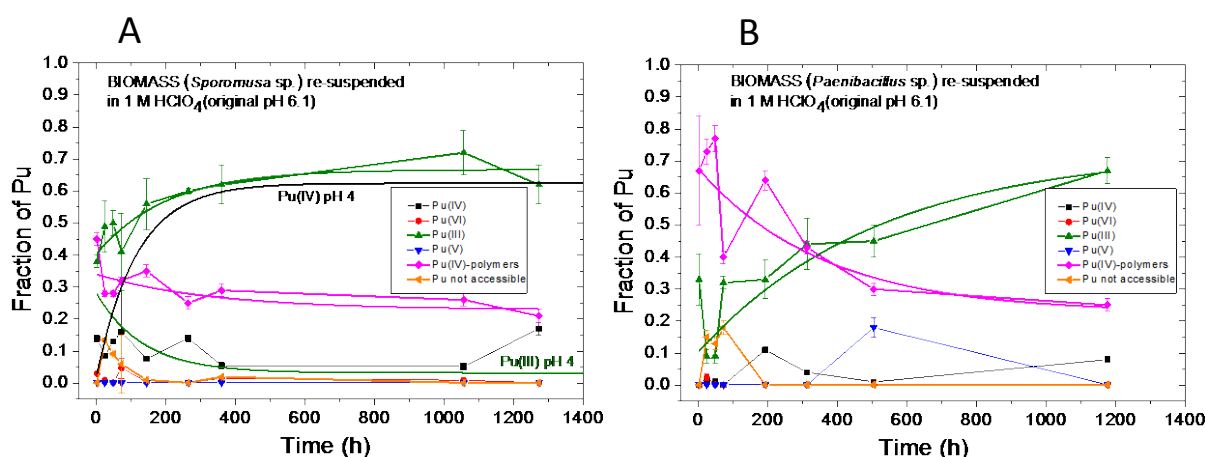 A
BIOMASS (Sporomusa sp.) re-suspended
in 1 M HClO4(original pH 6.1)
Fraction of Pu
1.0
0.9
0.8
0.7
0.6
0.5
0.4
0.3
0.2
0.1
0.0
Pu(IV) pH 4
Pu(IV)
Pu(VI)
Pu(III)
Pu(V)
Pu(IV)-polymers
Pu not accessible
Pu(III) pH 4
0 200 400 600 800 1000 1200 1400
Time (h)
B
BIOMASS (Paenibacillus sp.) re-suspended
in 1 M HClO4(original pH 6.1)
Fraction of Pu
1.0
0.9
0.8
0.7
0.6
0.5
0.4
0.3
0.2
0.1
0.0
Pu(IV)
Pu(VI)
Pu(III)
Pu(V)
Pu(IV)-polymers
Pu not accessible
0 200 400 600 800 1000 1200 1400
Time (h)